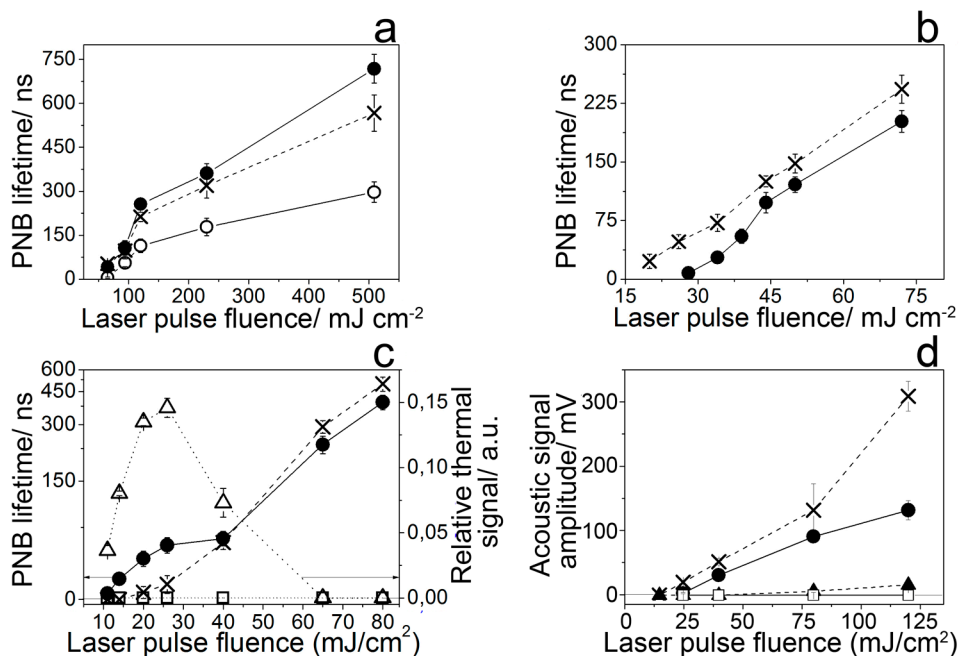 a
PNB lifetime/ ns
750
600
450
300
150
0
100 200 300 400 500
Laser pulse fluence/ mJ cm-2
b
PNB lifetime/ ns
300
225
150
75
0
15 30 45 60 75
Laser pulse fluence/ mJ cm-2
c
PNB lifetime/ ns
600
450
300
150
0
10 20 30 40 50 60 70 80
Laser pulse fluence (mJ/cm2)
0,15
0,10
0,05
0,00
Relative thermal
signal/ a.u.
d
Acoustic signal
amplitude/ mV
300
200
100
0
0 25 50 75 100 125
Laser pulse fluence (mJ/cm2)